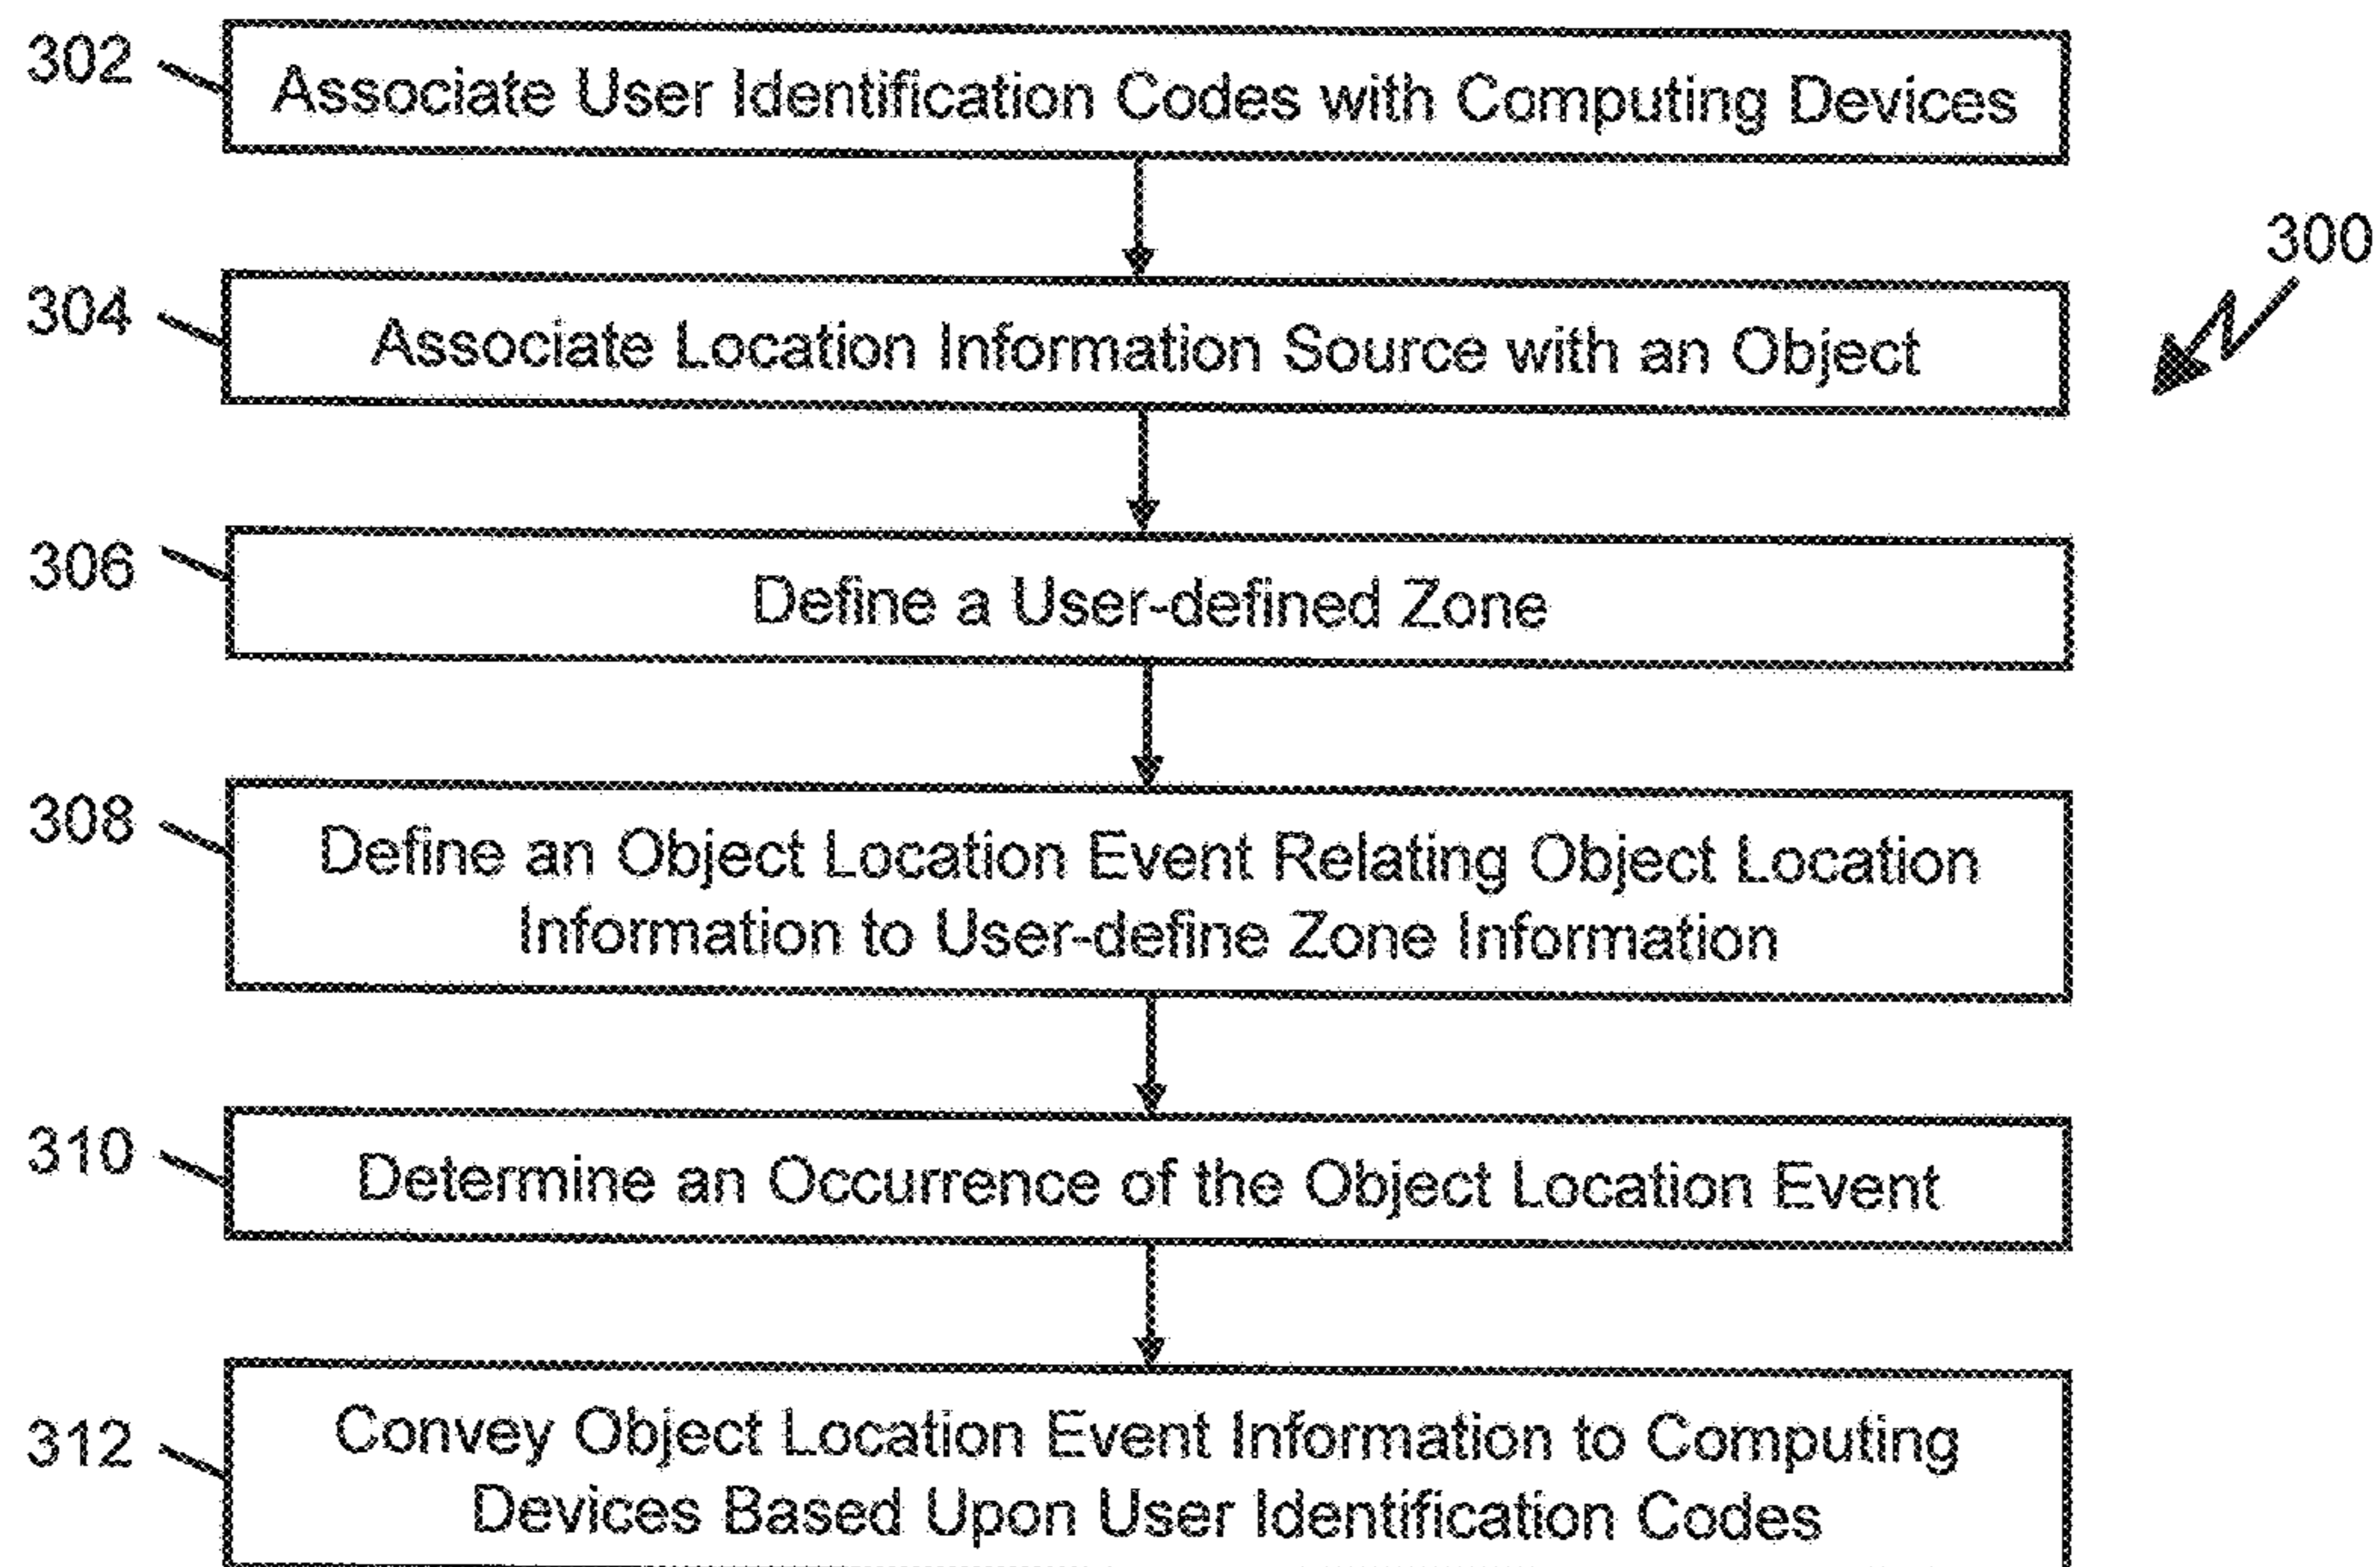 302
Associate User Identification Codes with Computing Devices
300
304
Associate Location Information Source with an Object
306
Define a User-defined Zone
308
Define an Object Location Event Relating Object Location
Information to User-define Zone Information
310
Determine an Occurrence of the Object Location Event
312
Convey Object Location Event Information to Computing
Devices Based Upon User Identification Codes